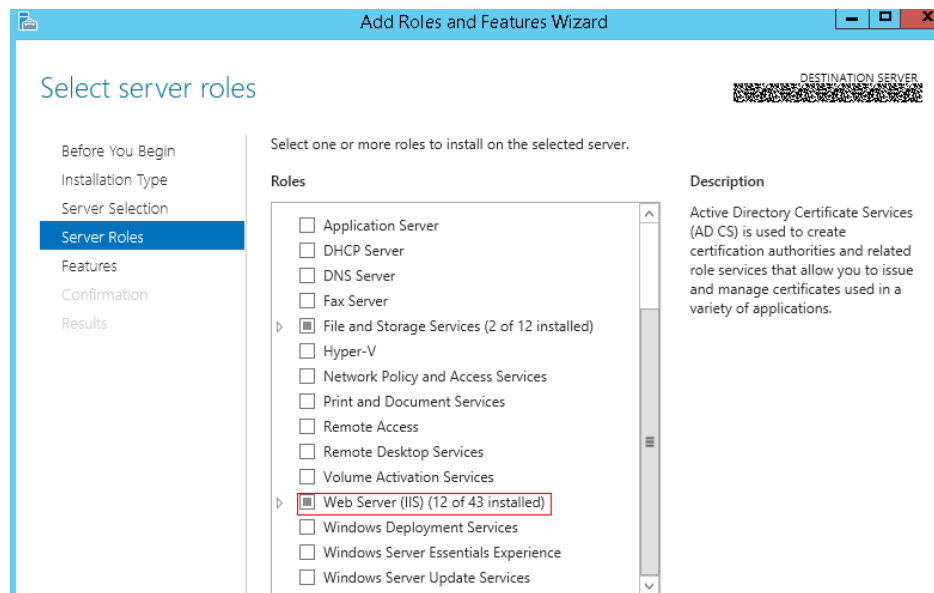 Add Roles and Features Wizard
Select server roles
DESTINATION SERVER
Before You Begin
Installation Type
Server Selection
Server Roles
Features
Confirmation
Results
Select one or more roles to install on the selected server.
Roles
Application Server
DHCP Server
DNS Server
Fax Server
File and Storage Services (2 of 12 installed)
Hyper-V
Network Policy and Access Services
Print and Document Services
Remote Access
Remote Desktop Services
Volume Activation Services
Web Server (IIS) (12 of 43 installed)
Windows Deployment Services
Windows Server Essentials Experience
Windows Server Update Services
Description
Active Directory Certificate Services
(AD CS) is used to create
certification authorities and related
role services that allow you to issue
and manage certificates used in a
variety of applications.